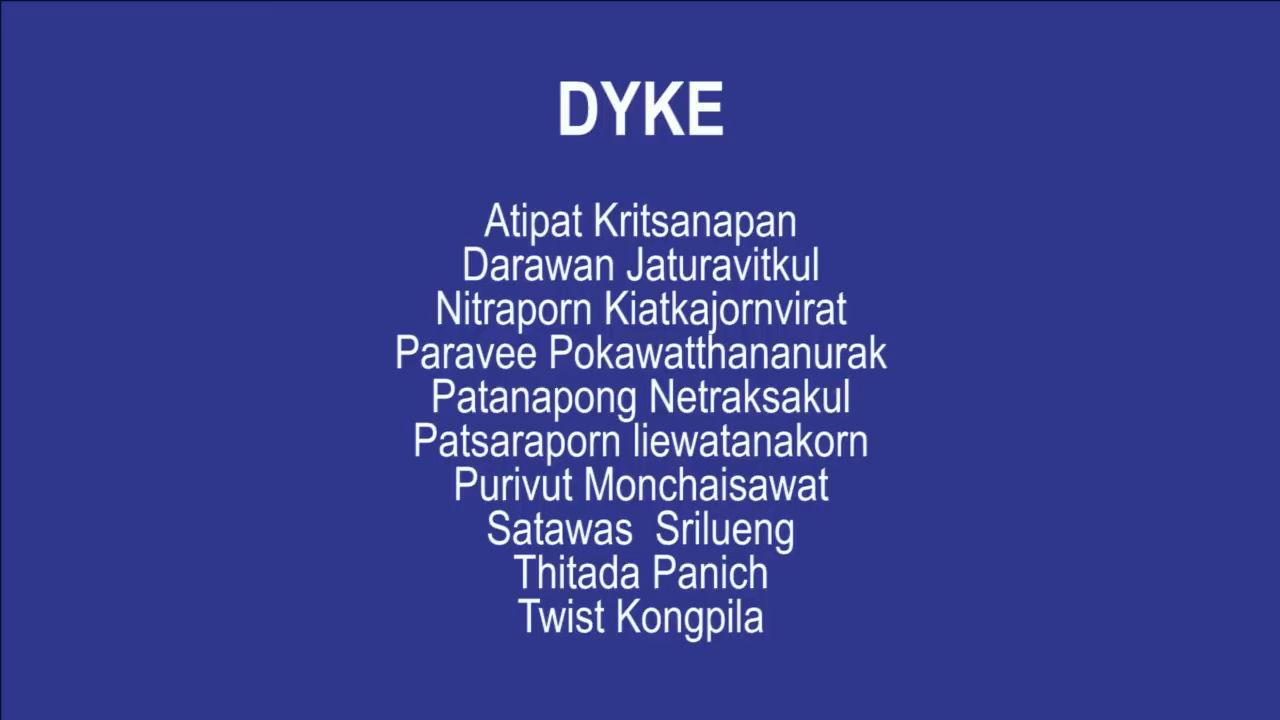 DYKE
Atipat Kritsanapan
Darawan Jaturavitkul
Nitraporn Kiatkajornvirat
Paravee Pokawatthananurak
Patanapong Netraksakul
Patsaraporn liewatanakorn
Purivut Monchaisawat
Satawas  Srilueng
Thitada Panich
Twist Kongpila